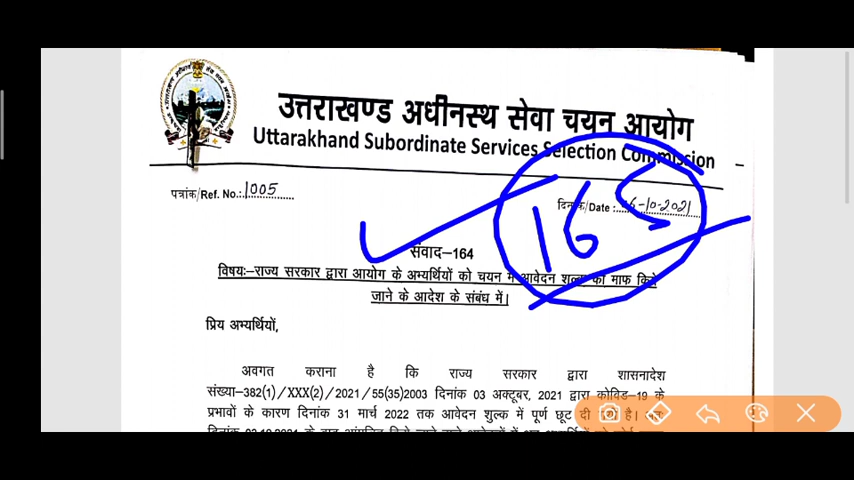 उत्तराखण्ड अधीनस्थ सेवा चयन आयोग
Uttarakhand Subordinate Services Selection Commission
पत्रांक/Ref. No.:.1005
दिनांक/Date :...06-10-2021
165
संवाद–164
विषयः–राज्य सरकार द्वारा आयोग के अभ्यर्थियों को चयन में आवेदन शुल्क को माफ किये
जाने के आदेश के संबंध में।
प्रिय अभ्यर्थियों,
अवगत कराना है कि राज्य सरकार द्वारा शासनादेश
संख्या–382(1)/XXX(2)/2021/55(35)2003 दिनांक 03 अक्टूबर, 2021 द्वारा कोविड–19 के
प्रभावों के कारण दिनांक 31 मार्च 2022 तक आवेदन शुल्क में पूर्ण छूट दी है।